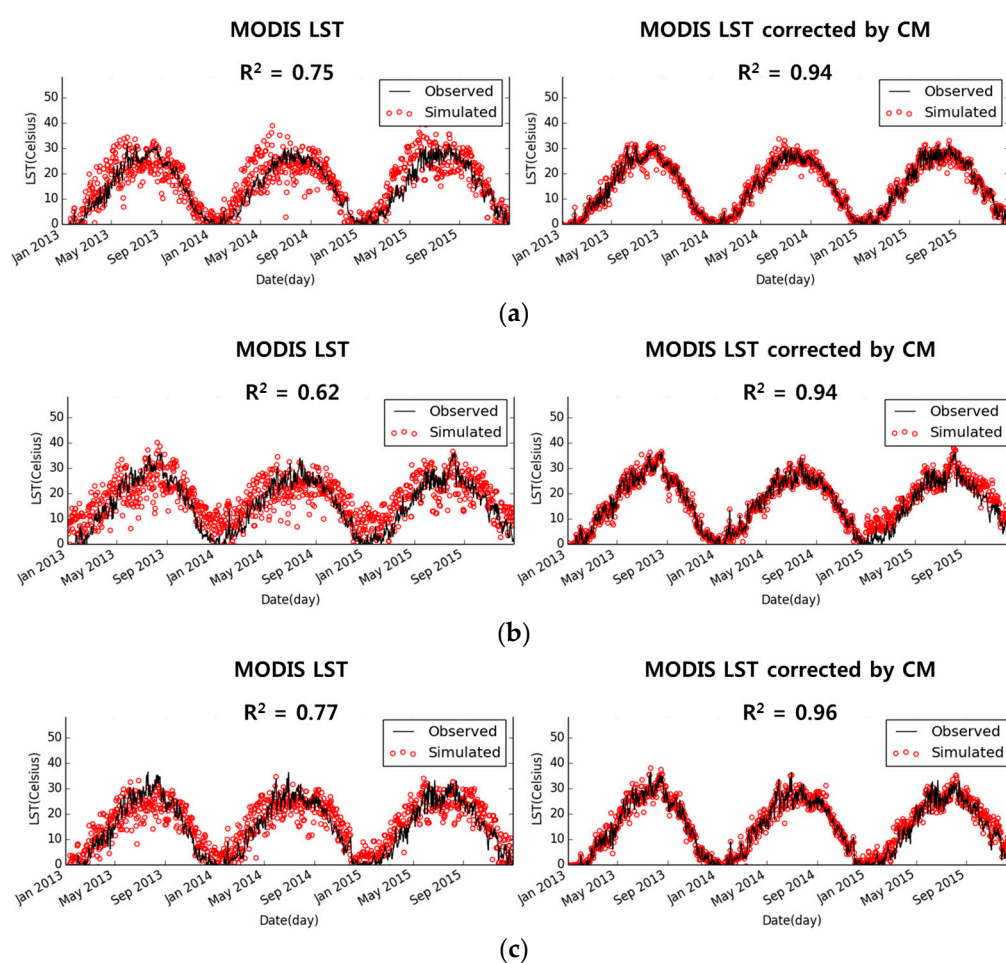 MODIS LST
R² = 0.75
Observed
Simulated
LST(Celsius)
50
40
30
20
10
0
Jan 2013
May 2013
Sep 2013
Jan 2014
May 2014
Sep 2014
Jan 2015
May 2015
Sep 2015
Date(day)
MODIS LST corrected by CM
R² = 0.94
Observed
Simulated
LST(Celsius)
50
40
30
20
10
0
Jan 2013
May 2013
Sep 2013
Jan 2014
May 2014
Sep 2014
Jan 2015
May 2015
Sep 2015
Date(day)
(a)
MODIS LST
R² = 0.62
Observed
Simulated
LST(Celsius)
50
40
30
20
10
0
Jan 2013
May 2013
Sep 2013
Jan 2014
May 2014
Sep 2014
Jan 2015
May 2015
Sep 2015
Date(day)
MODIS LST corrected by CM
R² = 0.94
Observed
Simulated
LST(Celsius)
50
40
30
20
10
0
Jan 2013
May 2013
Sep 2013
Jan 2014
May 2014
Sep 2014
Jan 2015
May 2015
Sep 2015
Date(day)
(b)
MODIS LST
R² = 0.77
Observed
Simulated
LST(Celsius)
50
40
30
20
10
0
Jan 2013
May 2013
Sep 2013
Jan 2014
May 2014
Sep 2014
Jan 2015
May 2015
Sep 2015
Date(day)
MODIS LST corrected by CM
R² = 0.96
Observed
Simulated
LST(Celsius)
50
40
30
20
10
0
Jan 2013
May 2013
Sep 2013
Jan 2014
May 2014
Sep 2014
Jan 2015
May 2015
Sep 2015
Date(day)
(c)